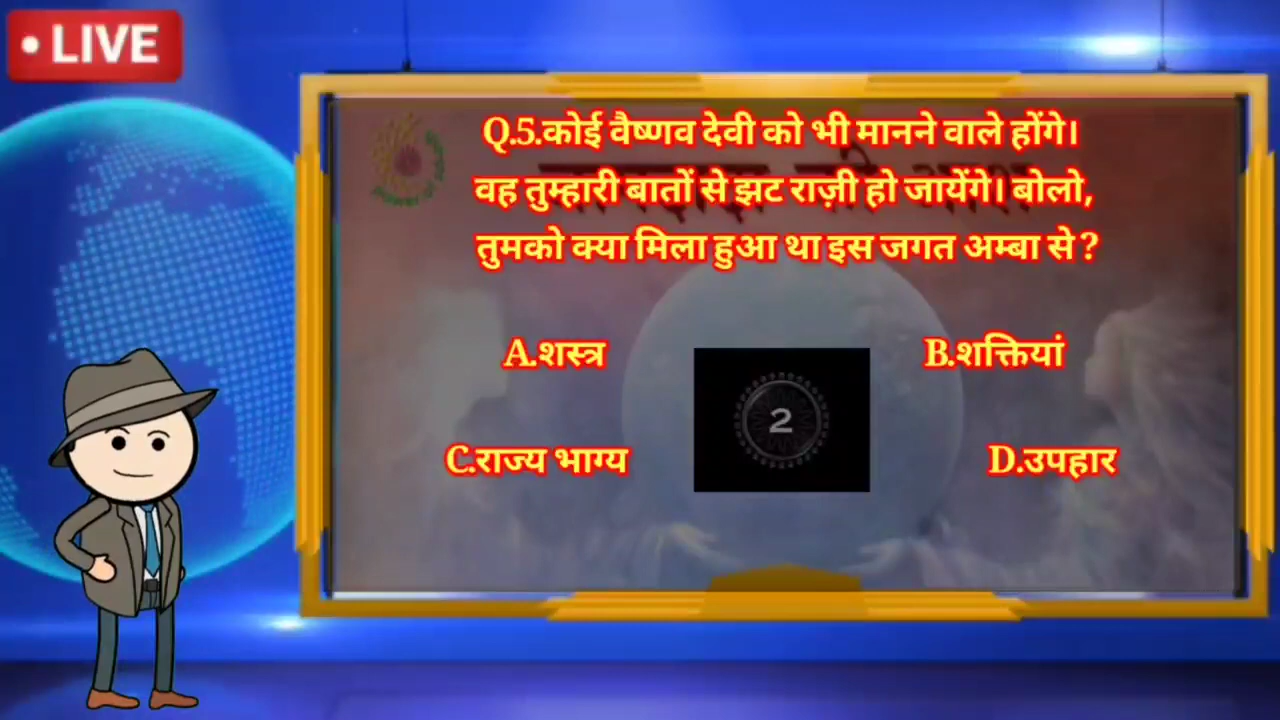 • LIVE
Q.5.कोई वैष्णव देवी को भी मानने वाले होंगे।
वह तुम्हारी बातों से झट राज़ी हो जायेंगे। बोलो,
तुमको क्या मिला हुआ था इस जगत अम्बा से ?
A.शस्त्र
B.शक्तियां
2
C.राज्य भाग्य
D.उपहार